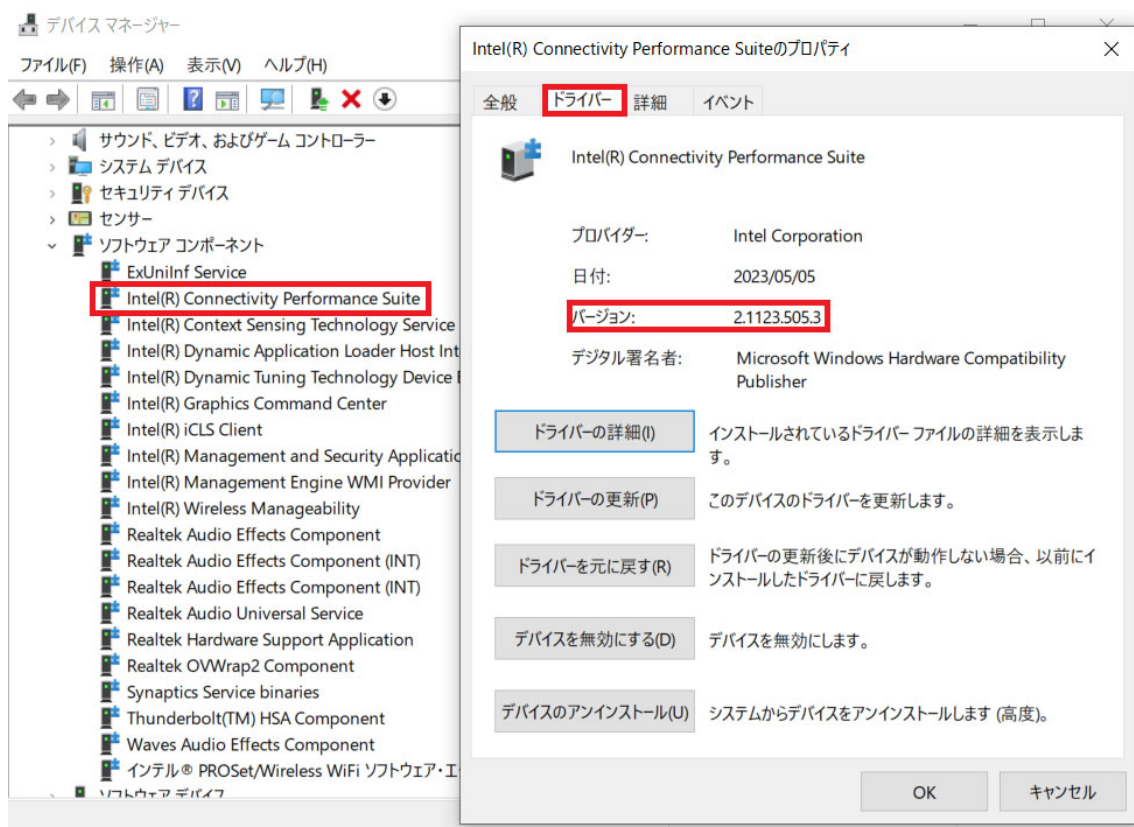 デバイス マネージャー
ファイル(F) 操作(A) 表示(V) ヘルプ(H)
サウンド、ビデオ、およびゲーム コントローラー
システム デバイス
セキュリティ デバイス
センサー
ソフトウェア コンポーネント
ExUniInf Service
Intel(R) Connectivity Performance Suite
Intel(R) Context Sensing Technology Service
Intel(R) Dynamic Application Loader Host Int
Intel(R) Dynamic Tuning Technology Device
Intel(R) Graphics Command Center
Intel(R) iCLS Client
Intel(R) Management and Security Applicatic
Intel(R) Management Engine WMI Provider
Intel(R) Wireless Manageability
Realtek Audio Effects Component
Realtek Audio Effects Component (INT)
Realtek Audio Effects Component (INT)
Realtek Audio Universal Service
Realtek Hardware Support Application
Realtek OVWrap2 Component
Synaptics Service binaries
Thunderbolt(TM) HSA Component
Waves Audio Effects Component
インテル® PROSet/Wireless WiFi ソフトウェア・エ
ソフトウェア デバイス
Intel(R) Connectivity Performance Suiteのプロパティ
全般 ドライバー 詳細 イベント
Intel(R) Connectivity Performance Suite
プロバイダー: Intel Corporation
日付: 2023/05/05
バージョン: 2.1123.505.3
デジタル署名者: Microsoft Windows Hardware Compatibility
Publisher
ドライバーの詳細(I) インストールされているドライバー ファイルの詳細を表示しま
す。
ドライバーの更新(P) このデバイスのドライバーを更新します。
ドライバーを元に戻す(R) ドライバーの更新後にデバイスが動作しない場合、以前にイ
ンストールしたドライバーに戻します。
デバイスを無効にする(D) デバイスを無効にします。
デバイスのアンインストール(U) システムからデバイスをアンインストールします (高度)。
OK キャンセル